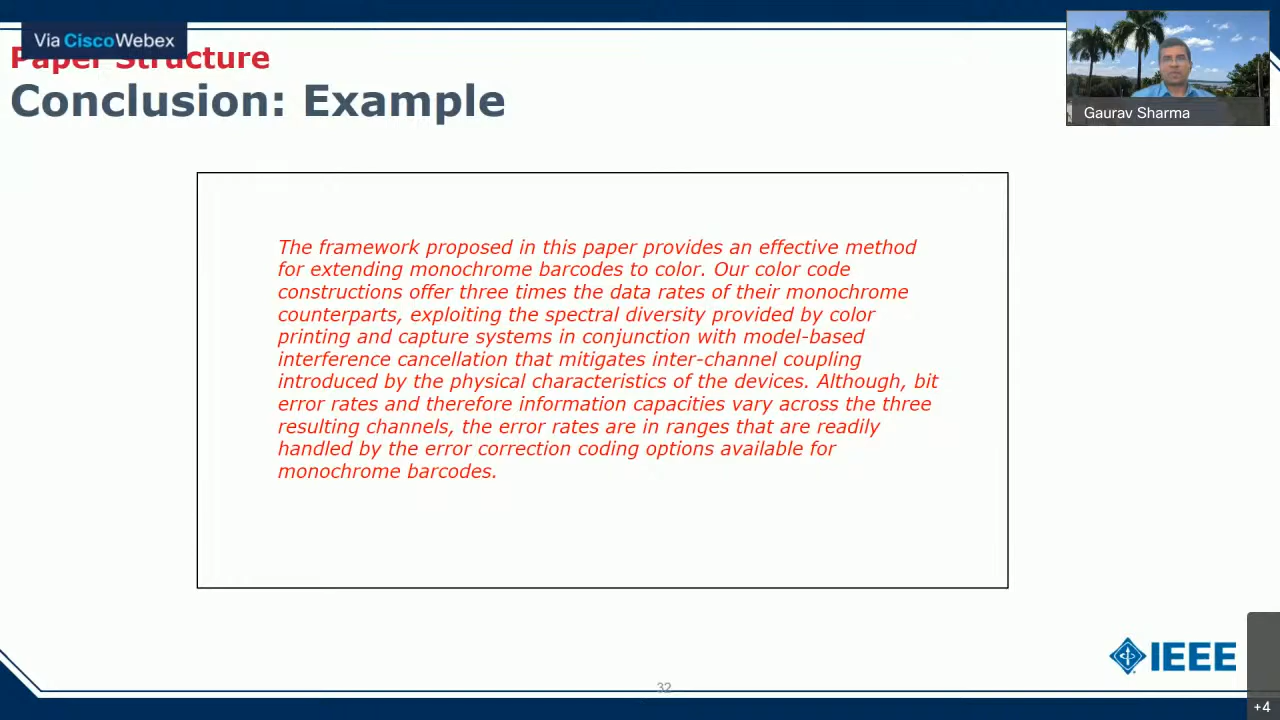 Via CiscoWebex
Paper Structure
Conclusion: Example
Gaurav Sharma
The framework proposed in this paper provides an effective method
for extending monochrome barcodes to color. Our color code
constructions offer three times the data rates of their monochrome
counterparts, exploiting the spectral diversity provided by color
printing and capture systems in conjunction with model-based
interference cancellation that mitigates inter-channel coupling
introduced by the physical characteristics of the devices. Although, bit
error rates and therefore information capacities vary across the three
resulting channels, the error rates are in ranges that are readily
handled by the error correction coding options available for
monochrome barcodes.
IEEE
32
+4